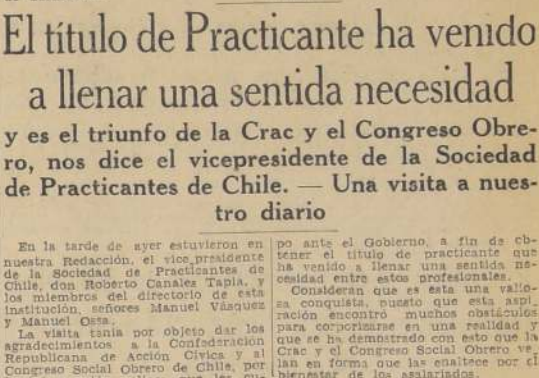 El título de Practicante ha venido
a llenar una sentida necesidad
y es el triunfo de la Crac y el Congreso Obre-
ro, nos dice el vicepresidente de la Sociedad
de Practicantes de Chile. — Una visita a nues-
tro diario
En la tarde de ayer estuvieron en
nuestra Redacción, el vice presidente
de la Sociedad de Practicantes de
Chile, don Roberto Canales Tapia, y
los miembros del directorio de esta
institución, señores Manuel Vásquez
y Manuel Ossa.
La visita tenía por objeto dar los
agradecimientos a la Confederación
Republicana de Acción Cívica y al
Congreso Social Obrero de Chile, por
po ante el Gobierno, a fin de ob-
tener el título de practicante que
ha venido a llenar una sentida ne-
cesidad entre estos profesionales.
Consideran que es ésta una valio-
sa conquista, puesto que esta aspi-
ración encontró muchos obstáculos
para corporizarse en una realidad y
que se ha demostrado con esto que la
Crac y el Congreso Obrero ve-
lan en forma que las enaltece por el
bienestar de los asalariados.